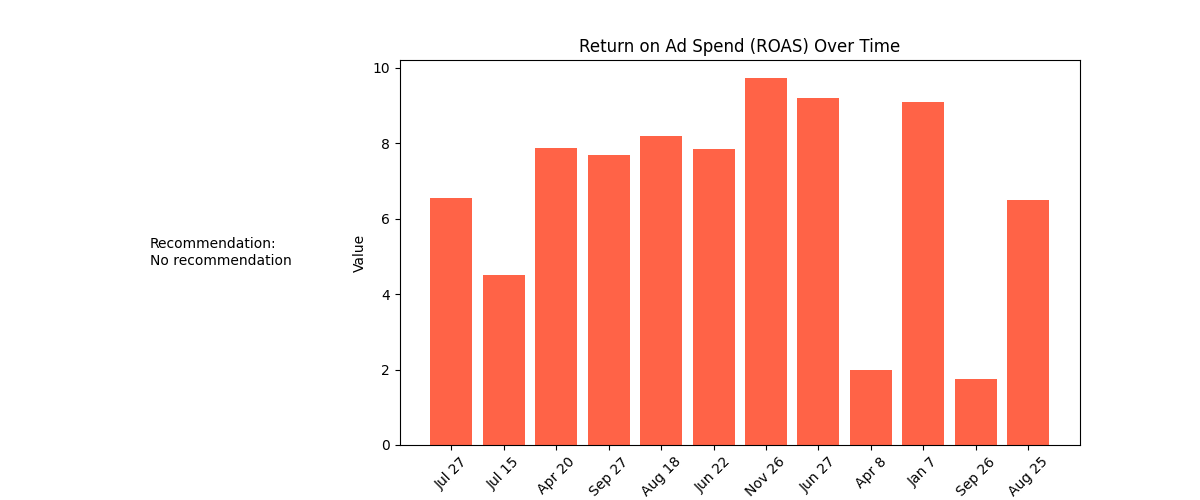 Return on Ad Spend (ROAS) Over Time
10
8
6
4
2
0
Value
Recommendation:
No recommendation
Jul 27
Jul 15
Apr 20
Sep 27
Aug 18
Jun 22
Nov 26
Jun 27
Apr 8
Jan 7
Sep 26
Aug 25